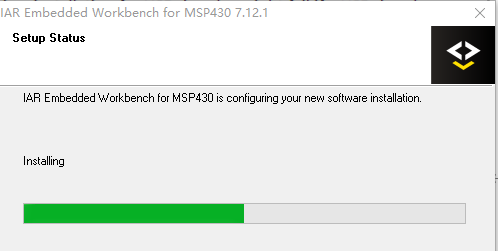 IAR Embedded Workbench for MSP430 7.12.1
Setup Status
IAR Embedded Workbench for MSP430 is configuring your new software installation.
Installing